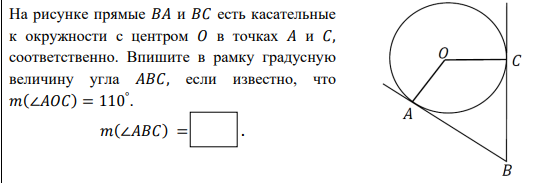 На рисунке прямые BA и BC есть касательные
к окружности с центром O в точках A и C,
соответственно. Впишите в рамку градусную
величину угла ABC, если известно, что
m(∠AOC) = 110°.
m(∠ABC) = .
O
C
A
B